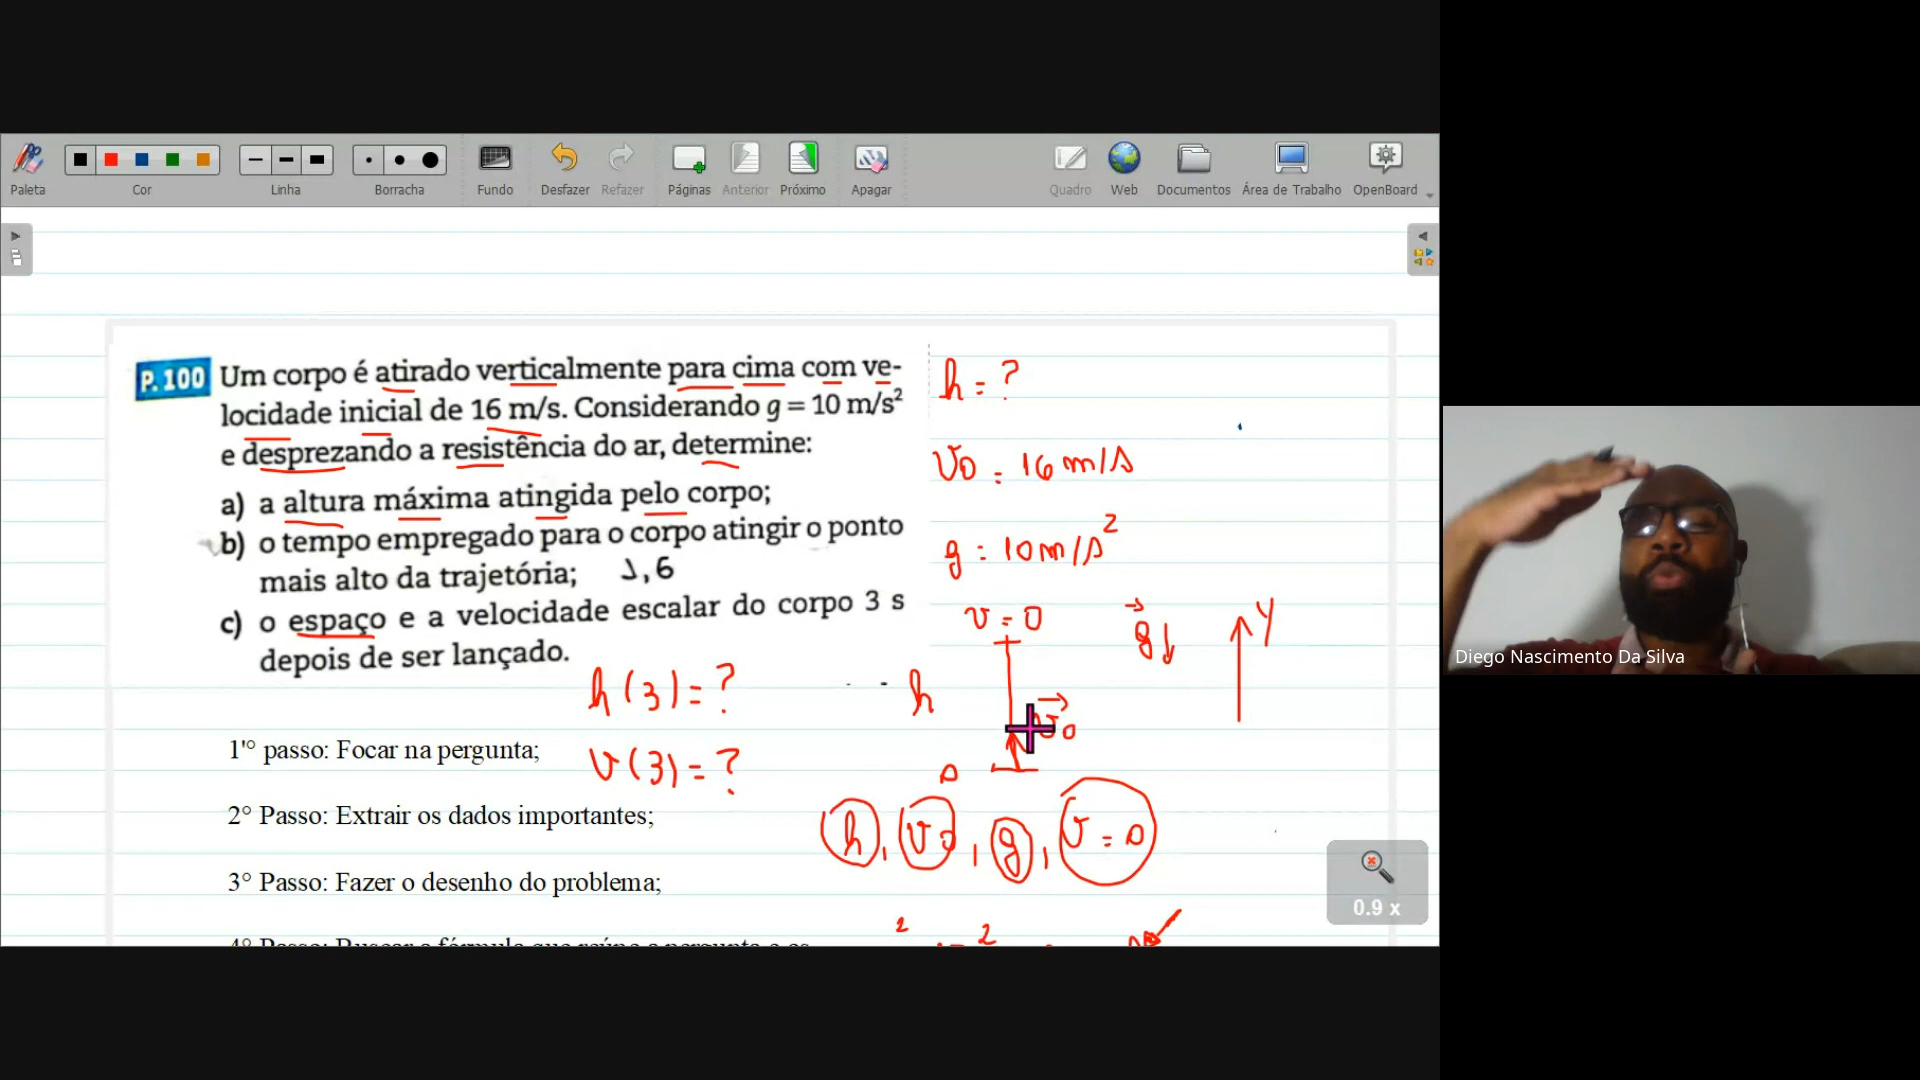 Paleta
Cor
Linha
Borracha
Fundo
Desfazer
Refazer
Páginas
Anterior
Próximo
Apagar
Quadro
Web
Documentos
Área de Trabalho
OpenBoard
P. 100 Um corpo é atirado verticalmente para cima com ve-
locidade inicial de 16 m/s. Considerando g = 10 m/s²
e desprezando a resistência do ar, determine:
a) a altura máxima atingida pelo corpo;
b) o tempo empregado para o corpo atingir o ponto
mais alto da trajetória; 1,6
c) o espaço e a velocidade escalar do corpo 3 s
depois de ser lançado.
h(3) = ?
v(3) = ?
h = ?
v0 = 16 m/s
g = 10 m/s²
v = 0
g
y
h
v0
0
h, v0, g, v = 0
1'° passo: Focar na pergunta;
2° Passo: Extrair os dados importantes;
3° Passo: Fazer o desenho do problema;
0.9 x
Diego Nascimento Da Silva